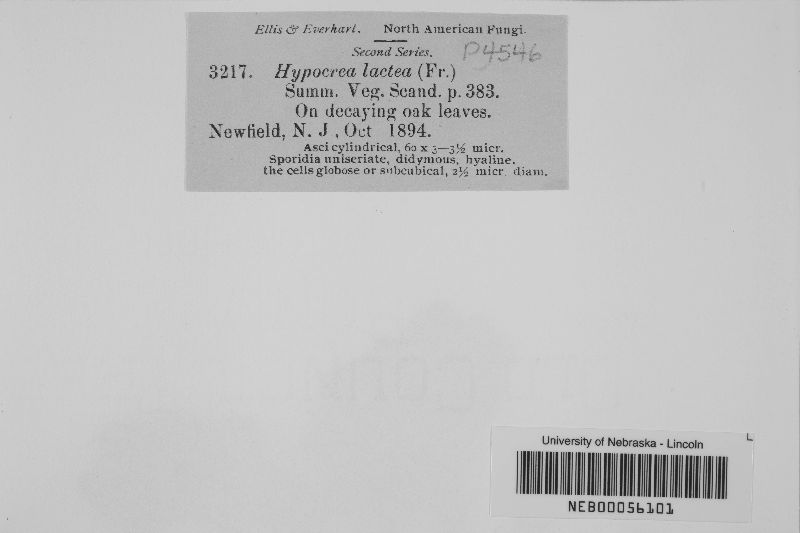 Ellis & Everhart. North American Fungi.
Second Series. P4546
3217. Hypocrea lactea (Fr.)
Summ. Veg. Scand. p. 383.
On decaying oak leaves.
Newfield, N. J , Oct 1894.
Asci cylindrical, 60 x 3—3½ micr.
Sporidia uniseriate, didymous, hyaline.
the cells globose or subcubical, 2½ micr. diam.
University of Nebraska - Lincoln
L
NEB00056101